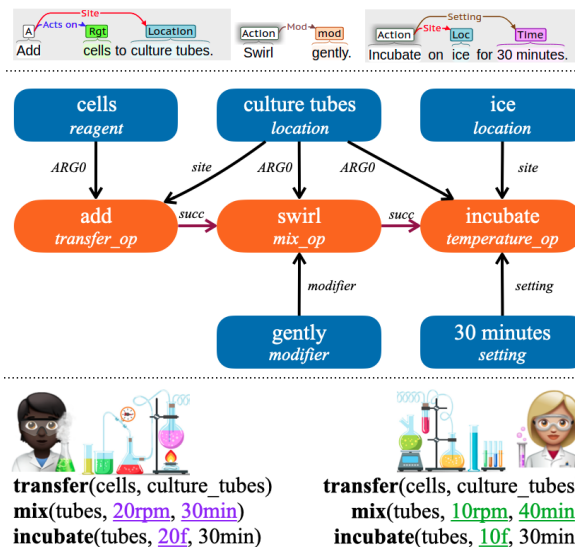 Site
Acts on
A Rgt Location
Add cells to culture tubes.
Mod
Action mod
Swirl gently.
Setting
Site
Action Loc Time
Incubate on ice for 30 minutes.
cells
reagent
culture tubes
location
ice
location
ARG0 site ARG0 ARG0 site
add
transfer_op
succ
swirl
mix_op
succ
incubate
temperature_op
modifier setting
gently
modifier
30 minutes
setting
transfer(cells, culture_tubes)
mix(tubes, 20rpm, 30min)
incubate(tubes, 20f, 30min)
transfer(cells, culture_tubes
mix(tubes, 10rpm, 40min
incubate(tubes, 10f, 30min